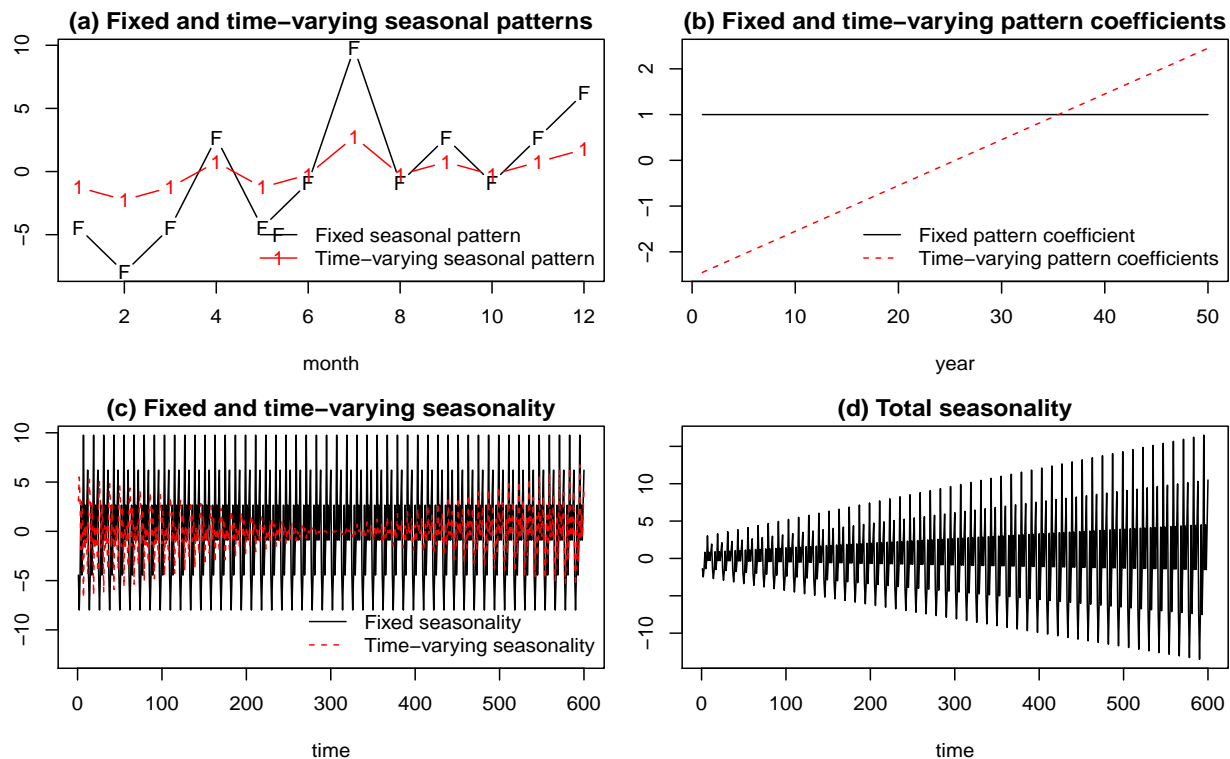 (a) Fixed and time−varying seasonal patterns
10
5
0
−5
F F F F F F F F F F F F
1 1 1 1 1 1 1 1 1 1 1 1
F Fixed seasonal pattern
1 Time−varying seasonal pattern
2 4 6 8 10 12
month
(b) Fixed and time−varying pattern coefficients
2
1
0
−1
−2
Fixed pattern coefficient
Time−varying pattern coefficients
0 10 20 30 40 50
year
(c) Fixed and time−varying seasonality
10
5
0
−5
−10
Fixed seasonality
Time−varying seasonality
0 100 200 300 400 500 600
time
(d) Total seasonality
10
5
0
−10
0 100 200 300 400 500 600
time